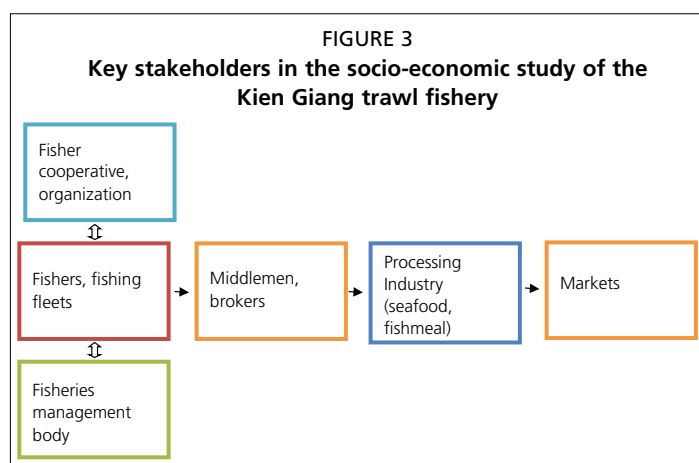 FIGURE 3
Key stakeholders in the socio-economic study of the
Kien Giang trawl fishery
Fisher
cooperative,
organization
Fishers, fishing
fleets
Middlemen,
brokers
Processing
Industry
(seafood,
fishmeal)
Markets
Fisheries
management
body